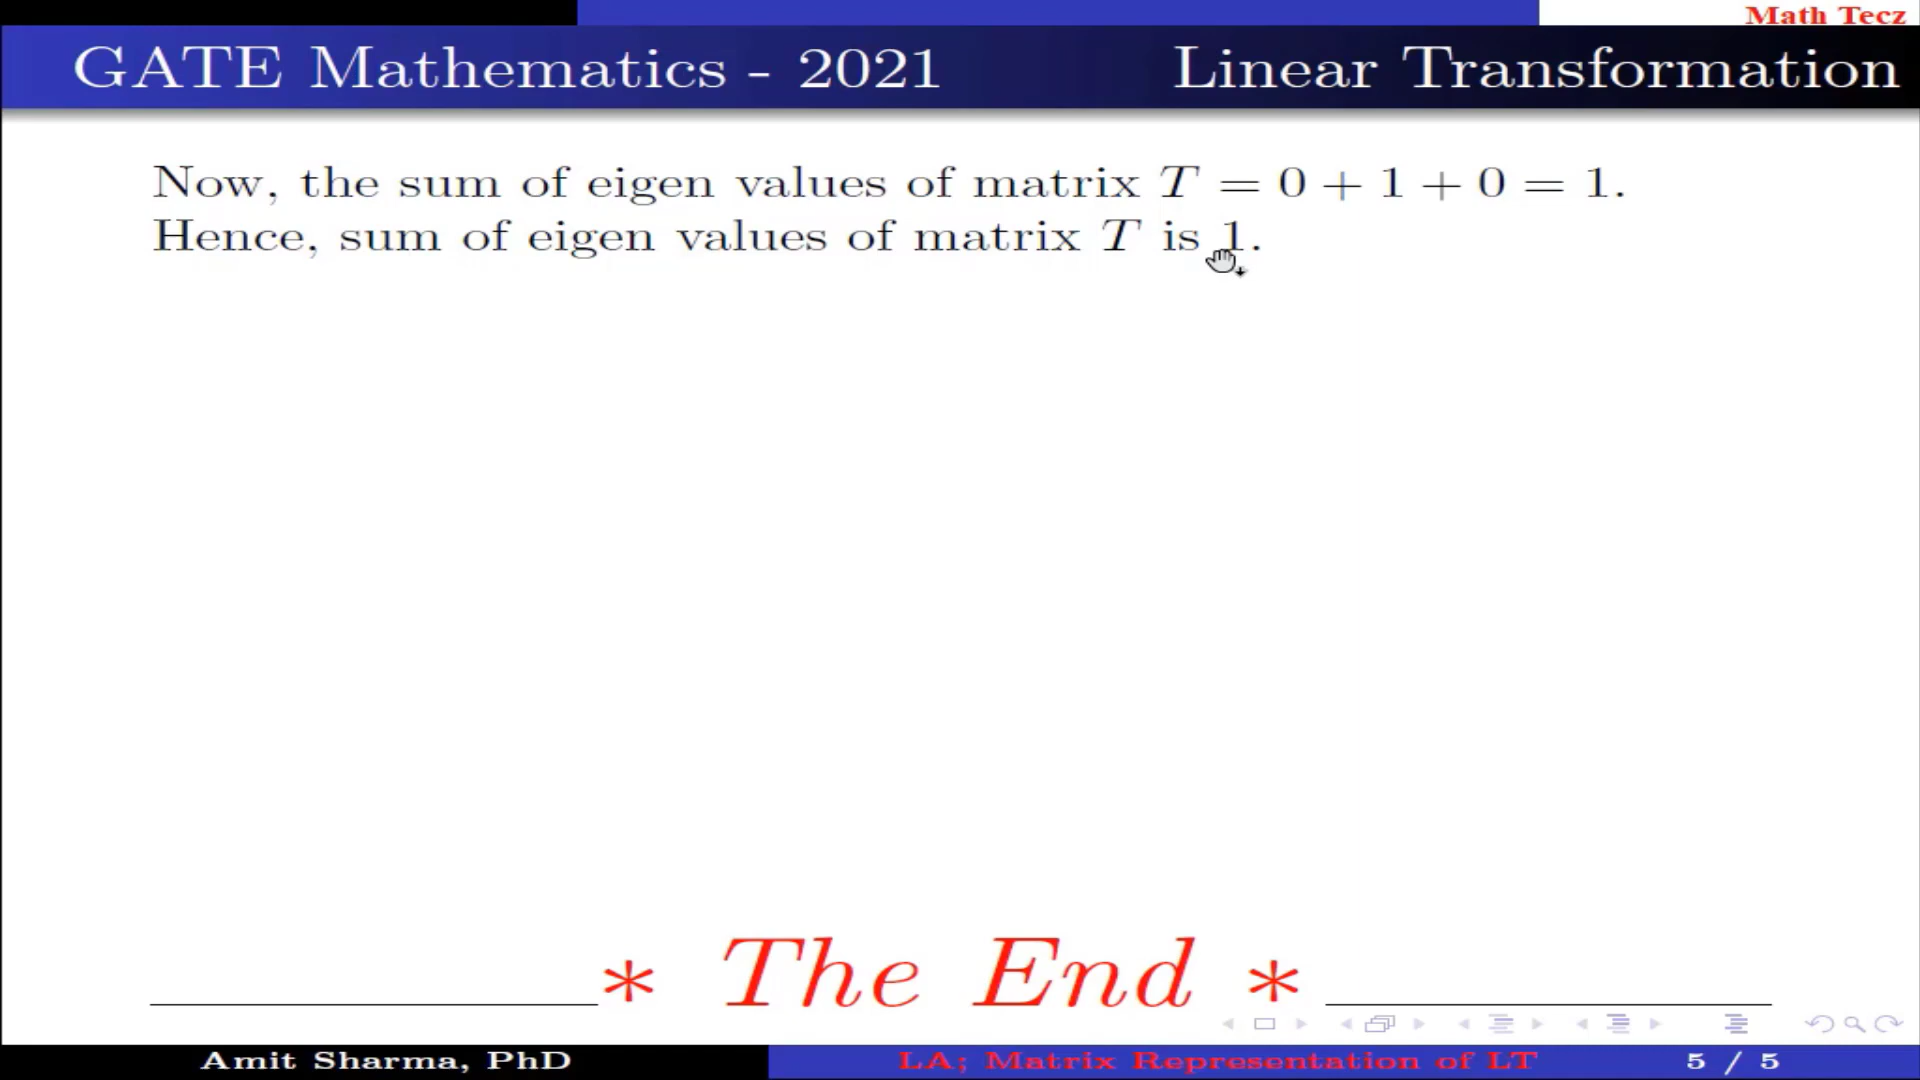 Math Tecz
GATE Mathematics - 2021 Linear Transformation
Now, the sum of eigen values of matrix T = 0 + 1 + 0 = 1.
Hence, sum of eigen values of matrix T is 1.
* The End *
Amit Sharma, PhD LA; Matrix Representation of LT 5 / 5